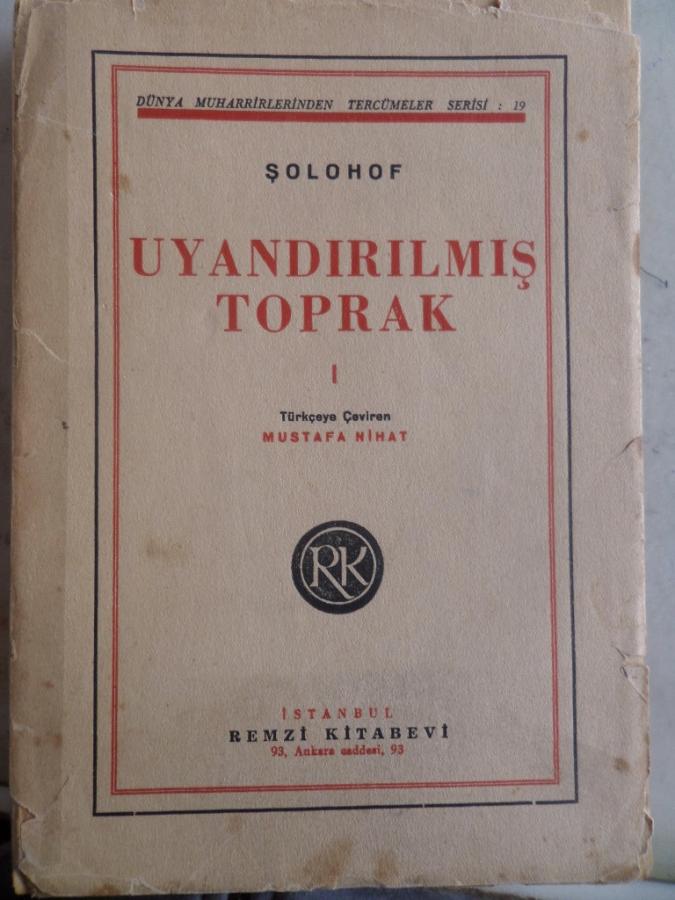 DÜNYA MUHARRİRLERİNDEN TERCÜMELER SERİSİ : 19
ŞOLOHOF
UYANDIRILMIŞ
TOPRAK
I
Türkçeye Çeviren
MUSTAFA NİHAT
RK
İSTANBUL
REMZİ KİTABEVİ
93, Ankara caddesi, 93